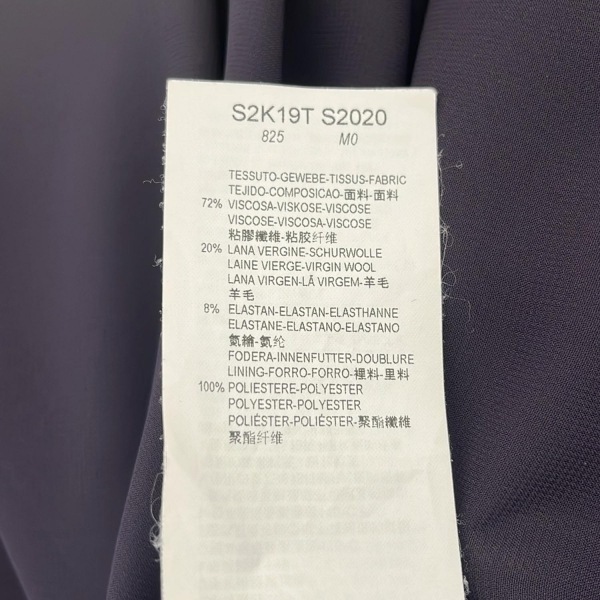 S2K19T S2020
825 M0
TESSUTO-GEWEBE-TISSUS-FABRIC
TEJIDO-COMPOSICAO-面料-面料
72% VISCOSA-VISKOSE-VISCOSE
VISCOSE-VISCOSA-VISCOSE
粘膠纖維-粘胶纤维
20% LANA VERGINE-SCHURWOLLE
LAINE VIERGE-VIRGIN WOOL
LANA VIRGEN-LÃ VIRGEM-羊毛
羊毛
8% ELASTAN-ELASTAN-ELASTHANNE
ELASTANE-ELASTANO-ELASTANO
氨綸-氨纶
FODERA-INNENFUTTER-DOUBLURE
LINING-FORRO-FORRO-裡料-里料
100% POLIESTERE-POLYESTER
POLYESTER-POLYESTER
POLIÉSTER-POLIÉSTER-聚酯纖維
聚酯纤维